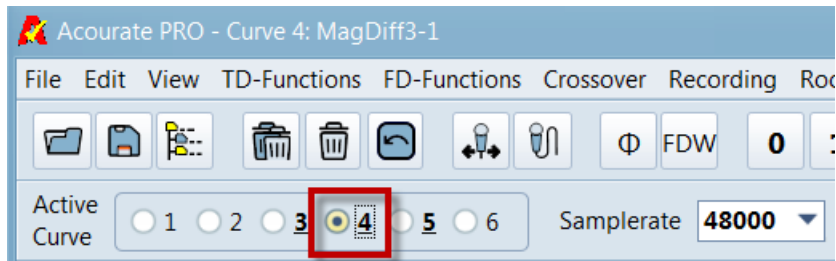 Acourate PRO - Curve 4: MagDiff3-1
File Edit View TD-Functions FD-Functions Crossover Recording
Φ FDW 0
Active Curve 1 2 3 4 5 6 Samplerate 48000